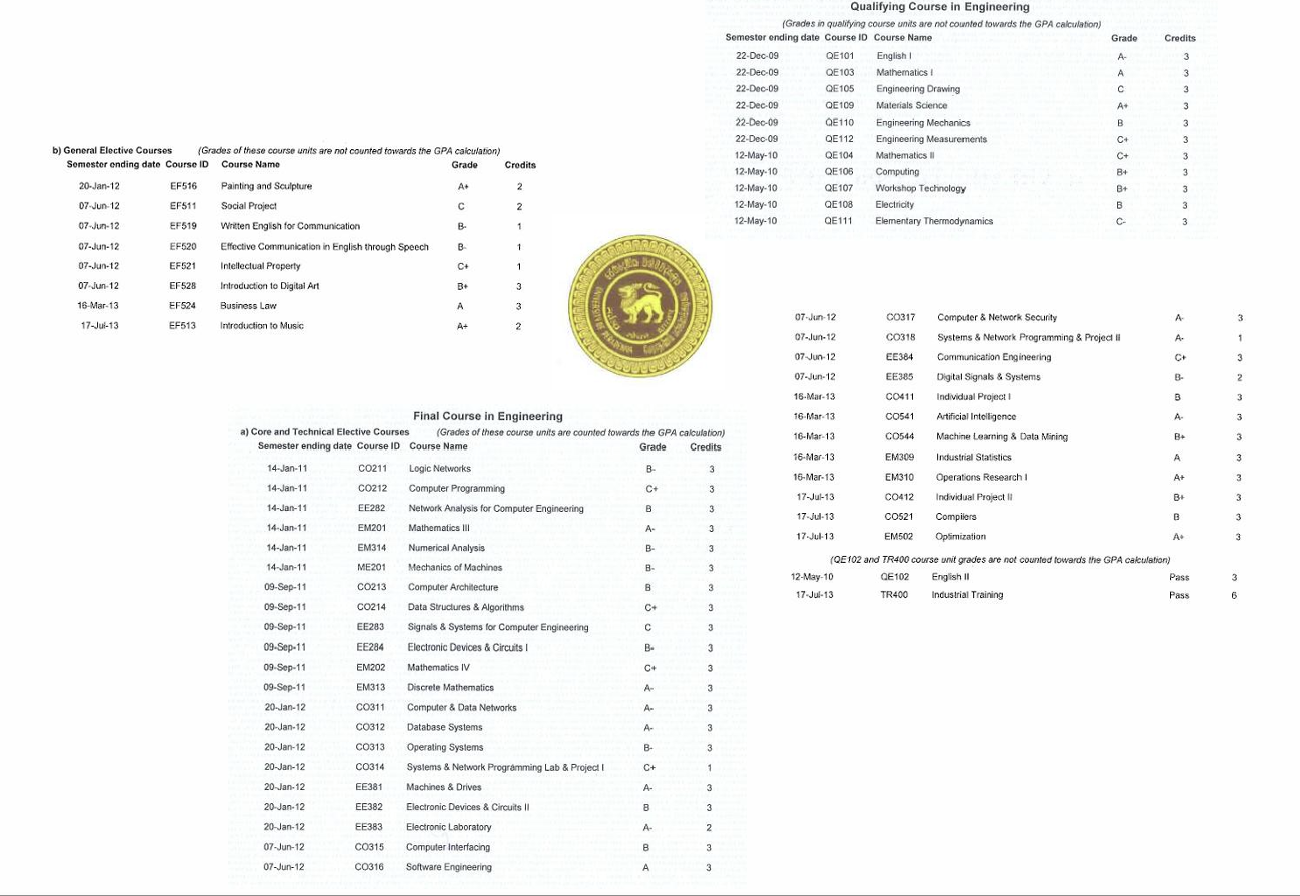 Qualifying Course in Engineering
(Grades in qualifying course units are not counted towards the GPA calculation)
Semester ending date Course ID Course Name Grade Credits
22-Dec-09 QE101 English I A- 3
22-Dec-09 QE103 Mathematics I A 3
22-Dec-09 QE105 Engineering Drawing C 3
22-Dec-09 QE109 Materials Science A+ 3
22-Dec-09 QE110 Engineering Mechanics B 3
22-Dec-09 QE112 Engineering Measurements C+ 3
12-May-10 QE104 Mathematics II C+ 3
12-May-10 QE106 Computing B+ 3
12-May-10 QE107 Workshop Technology B+ 3
12-May-10 QE108 Electricity B 3
12-May-10 QE111 Elementary Thermodynamics C- 3
b) General Elective Courses (Grades of these course units are not counted towards the GPA calculation)
Semester ending date Course ID Course Name Grade Credits
20-Jan-12 EF516 Painting and Sculpture A+ 2
07-Jun-12 EF511 Social Project C 2
07-Jun-12 EF519 Written English for Communication B- 1
07-Jun-12 EF520 Effective Communication in English through Speech B- 1
07-Jun-12 EF521 Intellectual Property C+ 1
07-Jun-12 EF528 Introduction to Digital Art B+ 3
16-Mar-13 EF524 Business Law A 3
17-Jul-13 EF513 Introduction to Music A+ 2
Final Course in Engineering
a) Core and Technical Elective Courses (Grades of these course units are counted towards the GPA calculation)
Semester ending date Course ID Course Name Grade Credits
14-Jan-11 CO211 Logic Networks B- 3
14-Jan-11 CO212 Computer Programming C+ 3
14-Jan-11 EE282 Network Analysis for Computer Engineering B 3
14-Jan-11 EM201 Mathematics III A- 3
14-Jan-11 EM314 Numerical Analysis B- 3
14-Jan-11 ME201 Mechanics of Machines B- 3
09-Sep-11 CO213 Computer Architecture B 3
09-Sep-11 CO214 Data Structures & Algorithms C+ 3
09-Sep-11 EE283 Signals & Systems for Computer Engineering C 3
09-Sep-11 EE284 Electronic Devices & Circuits I B- 3
09-Sep-11 EM202 Mathematics IV C+ 3
09-Sep-11 EM313 Discrete Mathematics A- 3
20-Jan-12 CO311 Computer & Data Networks A- 3
20-Jan-12 CO312 Database Systems A- 3
20-Jan-12 CO313 Operating Systems B- 3
20-Jan-12 CO314 Systems & Network Programming Lab & Project I C+ 1
20-Jan-12 EE381 Machines & Drives A- 3
20-Jan-12 EE382 Electronic Devices & Circuits II B 3
20-Jan-12 EE383 Electronic Laboratory A- 2
07-Jun-12 CO315 Computer Interfacing B 3
07-Jun-12 CO316 Software Engineering A 3
07-Jun-12 CO317 Computer & Network Security A- 3
07-Jun-12 CO318 Systems & Network Programming & Project II A- 1
07-Jun-12 EE384 Communication Engineering C+ 3
07-Jun-12 EE385 Digital Signals & Systems B- 2
16-Mar-13 CO411 Individual Project I B 3
16-Mar-13 CO541 Artificial Intelligence A- 3
16-Mar-13 CO544 Machine Learning & Data Mining B+ 3
16-Mar-13 EM309 Industrial Statistics A 3
16-Mar-13 EM310 Operations Research I A+ 3
17-Jul-13 CO412 Individual Project II B+ 3
17-Jul-13 CO521 Compilers B 3
17-Jul-13 EM502 Optimization A+ 3
(QE102 and TR400 course unit grades are not counted towards the GPA calculation)
12-May-10 QE102 English II Pass 3
17-Jul-13 TR400 Industrial Training Pass 6